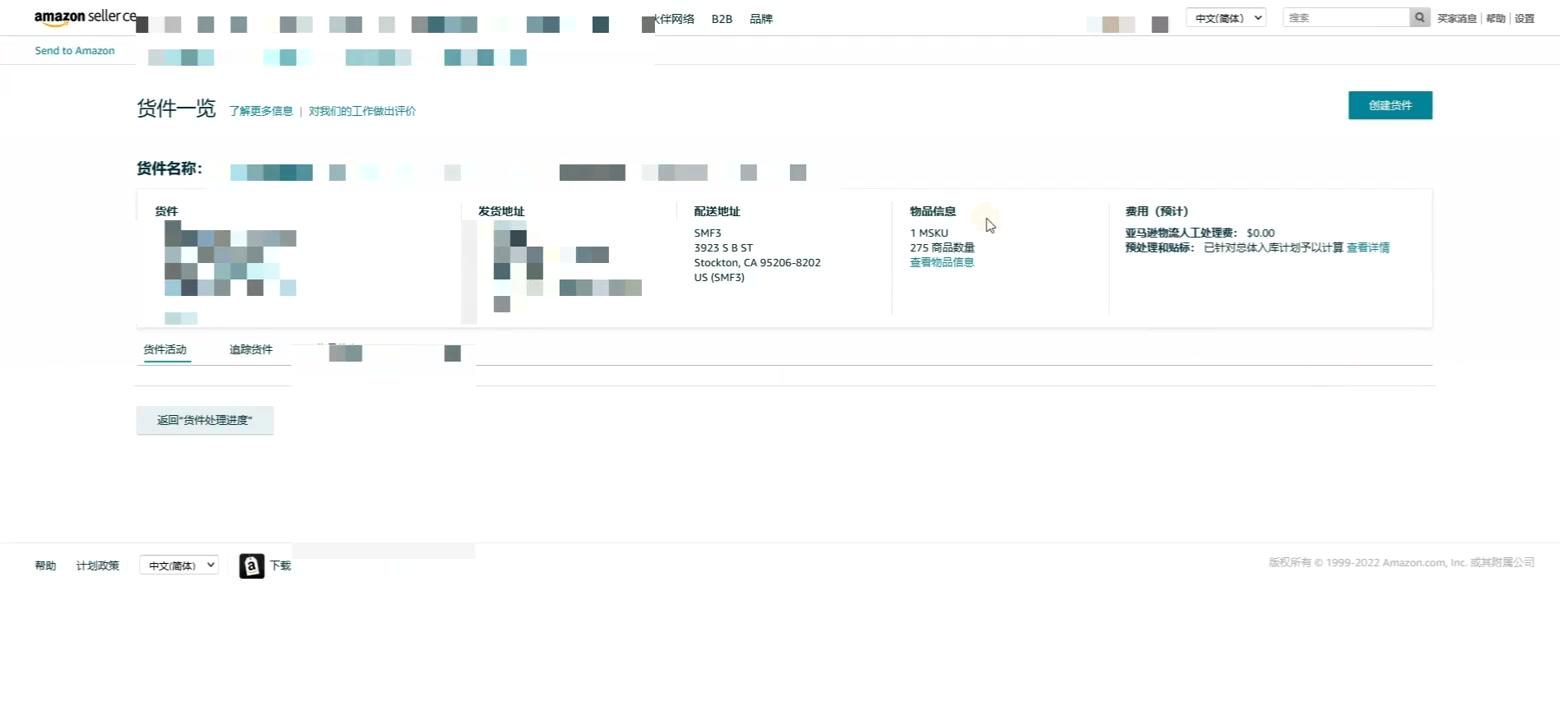 amazon seller ce
伙伴网络 B2B 品牌
中文(简体)
搜索
买家消息 | 帮助 | 设置
Send to Amazon
货件一览
了解更多信息 | 对我们的工作做出评价
创建货件
货件名称:
货件
发货地址
配送地址
SMF3
3923 S B ST
Stockton, CA 95206-8202
US (SMF3)
物品信息
1 MSKU
275 商品数量
查看物品信息
费用（预计）
亚马逊物流人工处理费: $0.00
预处理和贴标: 已针对总体入库计划予以计算 查看详情
货件活动
追踪货件
返回"货件处理进度"
帮助
计划政策
中文(简体)
下载
版权所有 © 1999-2022 Amazon.com, Inc. 或其附属公司